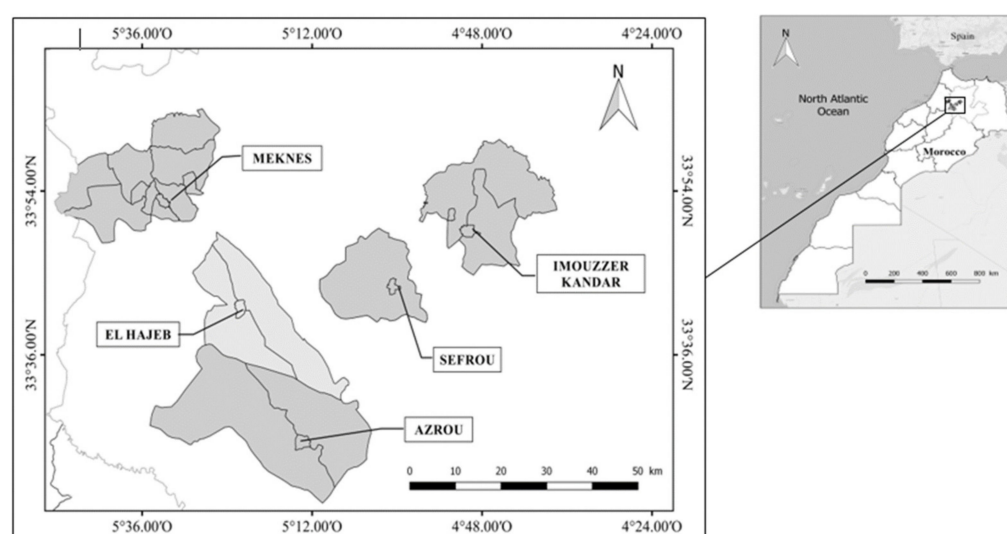 5°36.00'O 5°12.00'O 4°48.00'O 4°24.00'O
N
MEKNES
33°54.00'N
33°54.00'N
IMOUZZER
KANDAR
EL HAJEB
SEFROU
33°36.00'N
33°36.00'N
AZROU
0 10 20 30 40 50 km
5°36.00'O 5°12.00'O 4°48.00'O 4°24.00'O
Spain
N
North Atlantic
Ocean
Morocco
0 200 400 600 800 km